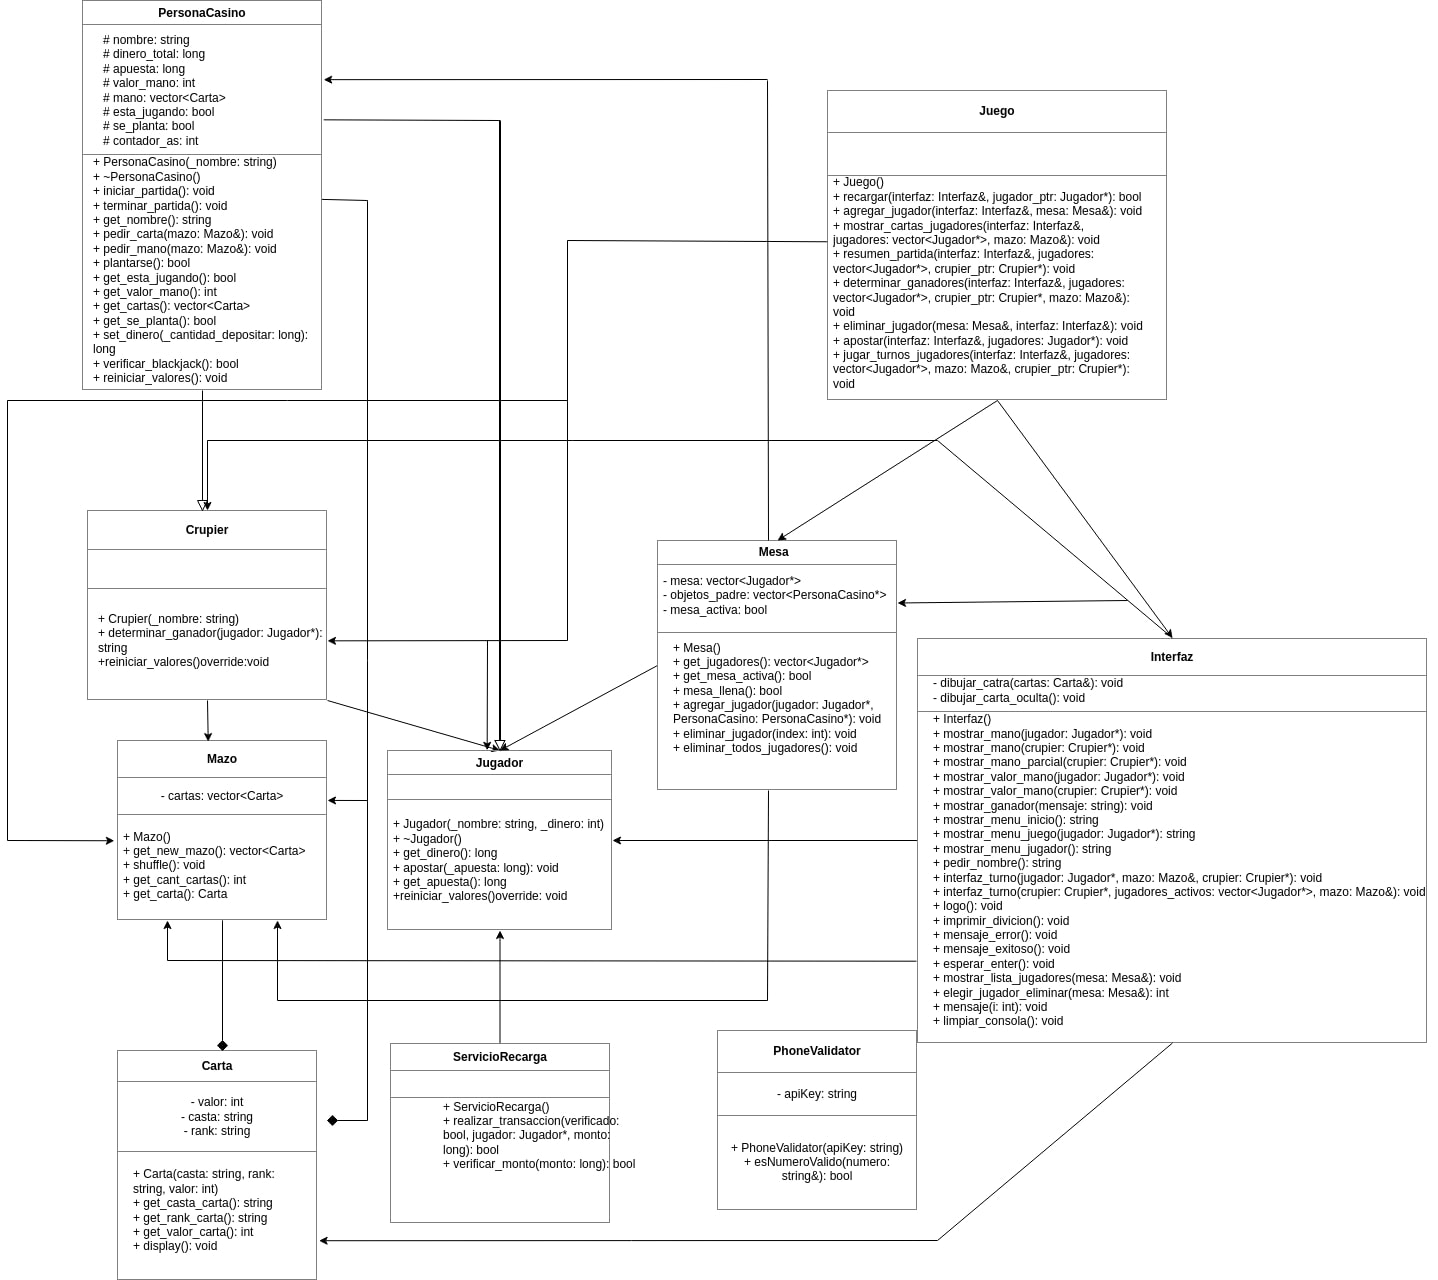 PersonaCasino
# nombre: string
# dinero_total: long
# apuesta: long
# valor_mano: int
# mano: vector<Carta>
# esta_jugando: bool
# se_planta: bool
# contador_as: int
+ PersonaCasino(_nombre: string)
+ ~PersonaCasino()
+ iniciar_partida(): void
+ terminar_partida(): void
+ get_nombre(): string
+ pedir_carta(mazo: Mazo&): void
+ pedir_mano(mazo: Mazo&): void
+ plantarse(): bool
+ get_esta_jugando(): bool
+ get_valor_mano(): int
+ get_cartas(): vector<Carta>
+ get_se_planta(): bool
+ set_dinero(_cantidad_depositar: long):
long
+ verificar_blackjack(): bool
+ reiniciar_valores(): void
Juego
+ Juego()
+ recargar(interfaz: Interfaz&, jugador_ptr: Jugador*): bool
+ agregar_jugador(interfaz: Interfaz&, mesa: Mesa&): void
+ mostrar_cartas_jugadores(interfaz: Interfaz&,
jugadores: vector<Jugador*>, mazo: Mazo&): void
+ resumen_partida(interfaz: Interfaz&, jugadores:
vector<Jugador*>, crupier_ptr: Crupier*): void
+ determinar_ganadores(interfaz: Interfaz&, jugadores:
vector<Jugador*>, crupier_ptr: Crupier*, mazo: Mazo&):
void
+ eliminar_jugador(mesa: Mesa&, interfaz: Interfaz&): void
+ apostar(interfaz: Interfaz&, jugadores: Jugador*): void
+ jugar_turnos_jugadores(interfaz: Interfaz&, jugadores:
vector<Jugador*>, mazo: Mazo&, crupier_ptr: Crupier*):
void
Crupier
+ Crupier(_nombre: string)
+ determinar_ganador(jugador: Jugador*):
string
+reiniciar_valores()override:void
Mesa
- mesa: vector<Jugador*>
- objetos_padre: vector<PersonaCasino*>
- mesa_activa: bool
+ Mesa()
+ get_jugadores(): vector<Jugador*>
+ get_mesa_activa(): bool
+ mesa_llena(): bool
+ agregar_jugador(jugador: Jugador*,
PersonaCasino: PersonaCasino*): void
+ eliminar_jugador(index: int): void
+ eliminar_todos_jugadores(): void
Interfaz
- dibujar_catra(cartas: Carta&): void
- dibujar_carta_oculta(): void
+ Interfaz()
+ mostrar_mano(jugador: Jugador*): void
+ mostrar_mano(crupier: Crupier*): void
+ mostrar_mano_parcial(crupier: Crupier*): void
+ mostrar_valor_mano(jugador: Jugador*): void
+ mostrar_valor_mano(crupier: Crupier*): void
+ mostrar_ganador(mensaje: string): void
+ mostrar_menu_inicio(): string
+ mostrar_menu_juego(jugador: Jugador*): string
+ mostrar_menu_jugador(): string
+ pedir_nombre(): string
+ interfaz_turno(jugador: Jugador*, mazo: Mazo&, crupier: Crupier*): void
+ interfaz_turno(crupier: Crupier*, jugadores_activos: vector<Jugador*>, mazo: Mazo&): void
+ logo(): void
+ imprimir_divicion(): void
+ mensaje_error(): void
+ mensaje_exitoso(): void
+ esperar_enter(): void
+ mostrar_lista_jugadores(mesa: Mesa&): void
+ elegir_jugador_eliminar(mesa: Mesa&): int
+ mensaje(i: int): void
+ limpiar_consola(): void
Mazo
- cartas: vector<Carta>
+ Mazo()
+ get_new_mazo(): vector<Carta>
+ shuffle(): void
+ get_cant_cartas(): int
+ get_carta(): Carta
Jugador
+ Jugador(_nombre: string, _dinero: int)
+ ~Jugador()
+ get_dinero(): long
+ apostar(_apuesta: long): void
+ get_apuesta(): long
+reiniciar_valores()override: void
Carta
- valor: int
- casta: string
- rank: string
+ Carta(casta: string, rank:
string, valor: int)
+ get_casta_carta(): string
+ get_rank_carta(): string
+ get_valor_carta(): int
+ display(): void
ServicioRecarga
+ ServicioRecarga()
+ realizar_transaccion(verificado:
bool, jugador: Jugador*, monto:
long): bool
+ verificar_monto(monto: long): bool
PhoneValidator
- apiKey: string
+ PhoneValidator(apiKey: string)
+ esNumeroValido(numero:
string&): bool